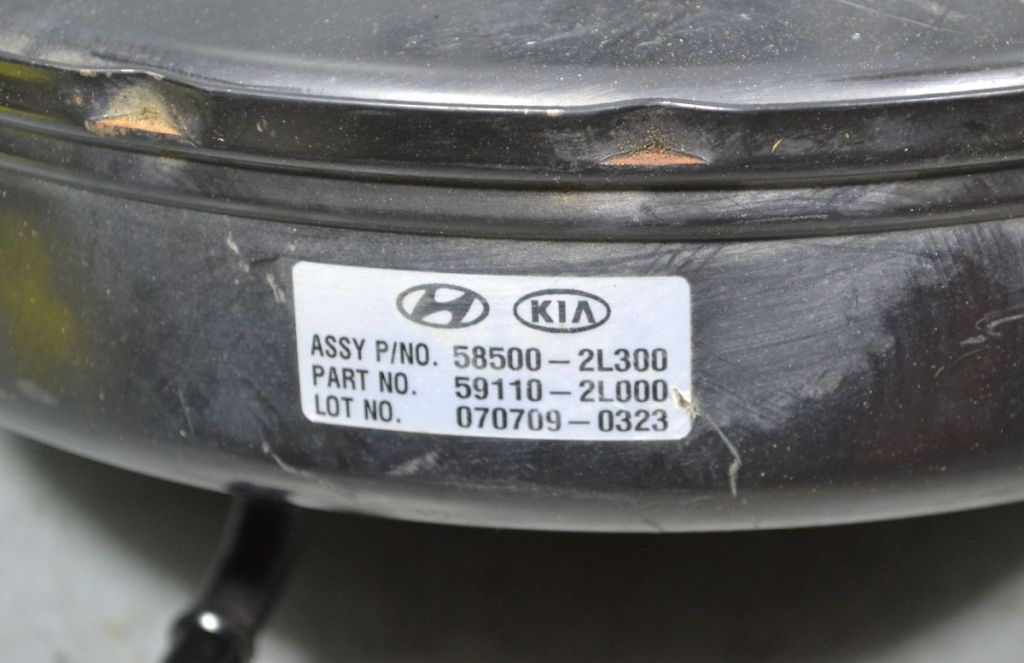 KIA
ASSY P/NO. 58500-2L300
PART NO. 59110-2L000
LOT NO. 070709-0323